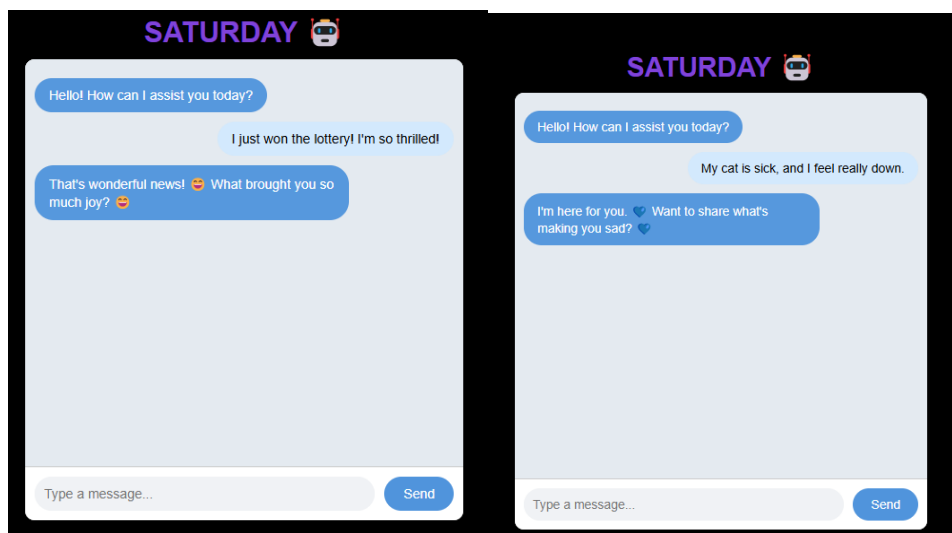 SATURDAY 🤖
Hello! How can I assist you today?
I just won the lottery! I'm so thrilled!
That's wonderful news! 😄 What brought you so
much joy? 😄
Type a message...
Send
SATURDAY 🤖
Hello! How can I assist you today?
My cat is sick, and I feel really down.
I'm here for you. 💙 Want to share what's
making you sad? 💙
Type a message...
Send